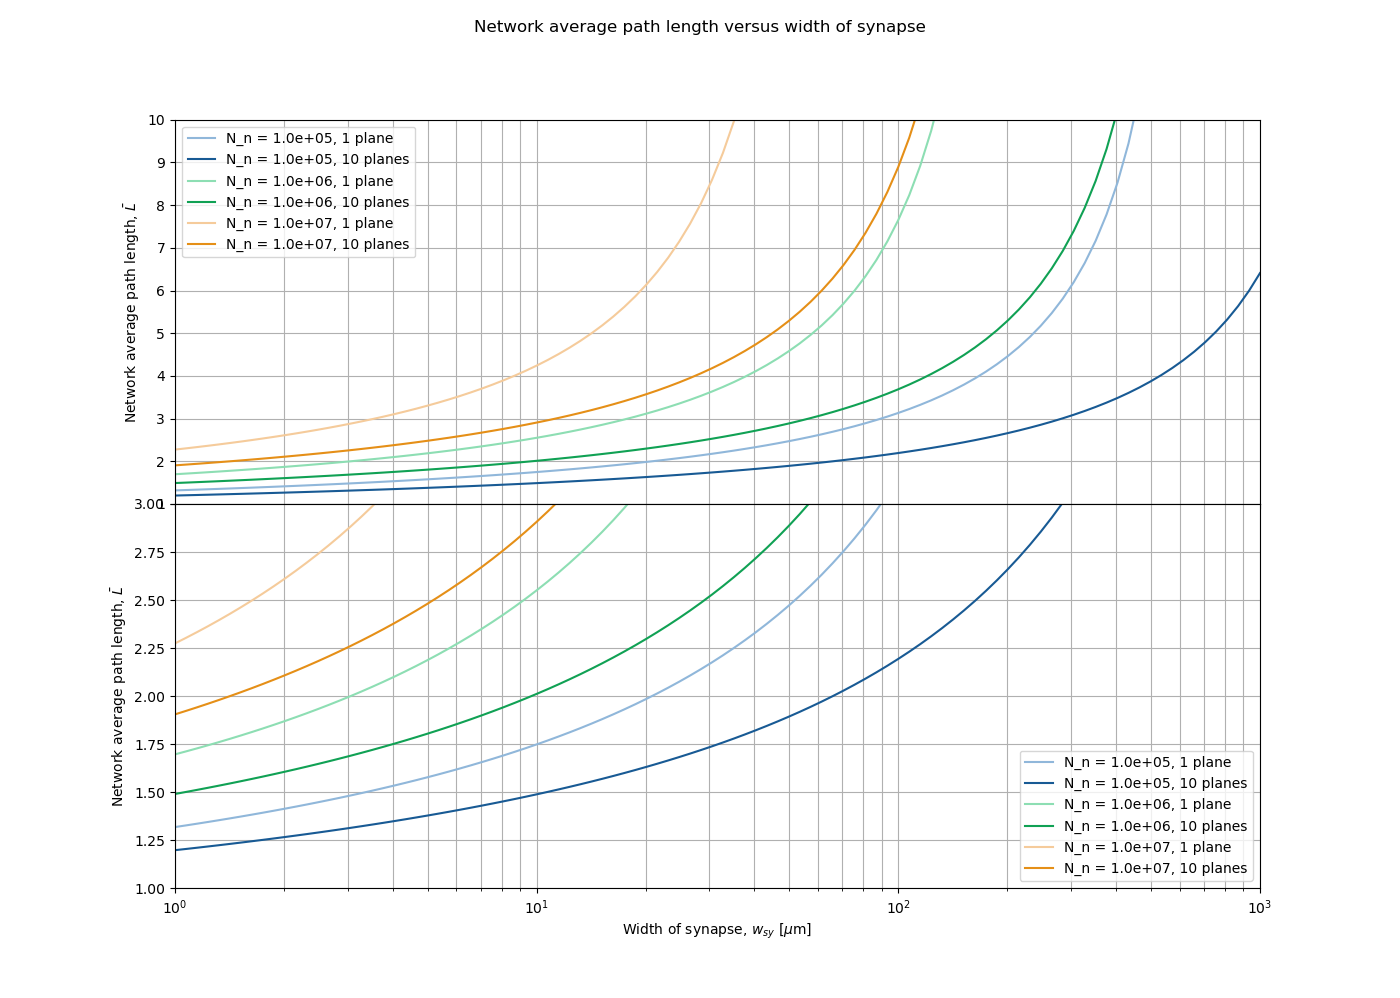 Network average path length versus width of synapse
10
9
8
7
6
5
4
3
2
1
Network average path length, L̄
N_n = 1.0e+05, 1 plane
N_n = 1.0e+05, 10 planes
N_n = 1.0e+06, 1 plane
N_n = 1.0e+06, 10 planes
N_n = 1.0e+07, 1 plane
N_n = 1.0e+07, 10 planes
3.00
2.75
2.50
2.25
2.00
1.75
1.50
1.25
1.00
Network average path length, L̄
N_n = 1.0e+05, 1 plane
N_n = 1.0e+05, 10 planes
N_n = 1.0e+06, 1 plane
N_n = 1.0e+06, 10 planes
N_n = 1.0e+07, 1 plane
N_n = 1.0e+07, 10 planes
10⁰ 10¹ 10² 10³
Width of synapse, w_sy [μm]